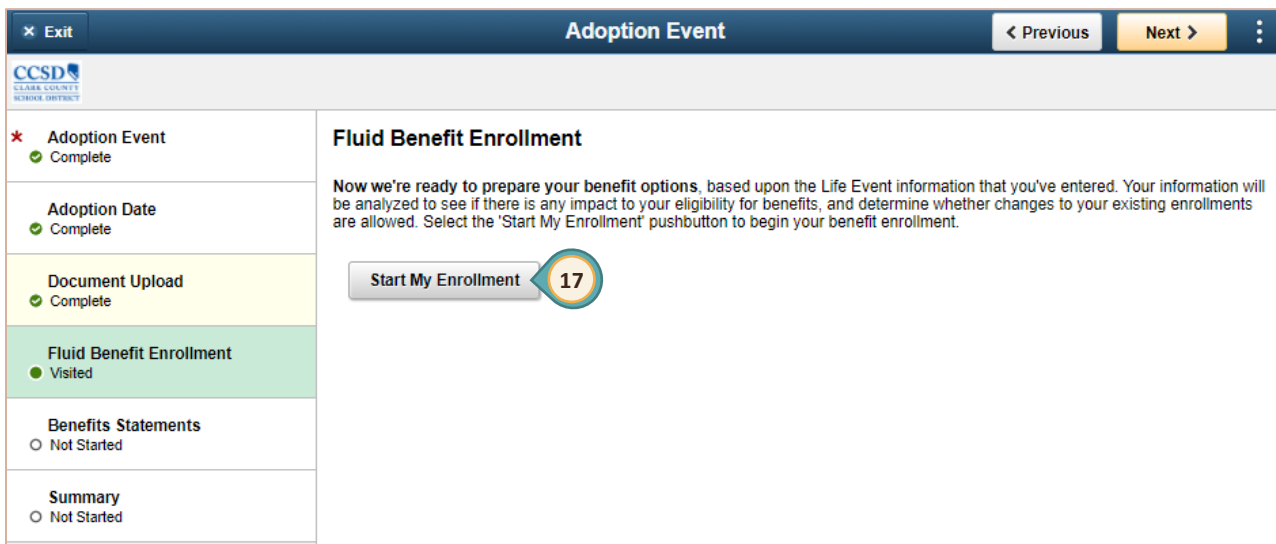 × Exit
Adoption Event
< Previous
Next >
CCSD
CLARK COUNTY
SCHOOL DISTRICT
* Adoption Event
Complete
Adoption Date
Complete
Document Upload
Complete
Fluid Benefit Enrollment
Visited
Benefits Statements
Not Started
Summary
Not Started
Fluid Benefit Enrollment
Now we're ready to prepare your benefit options, based upon the Life Event information that you've entered. Your information will
be analyzed to see if there is any impact to your eligibility for benefits, and determine whether changes to your existing enrollments
are allowed. Select the 'Start My Enrollment' pushbutton to begin your benefit enrollment.
Start My Enrollment
17